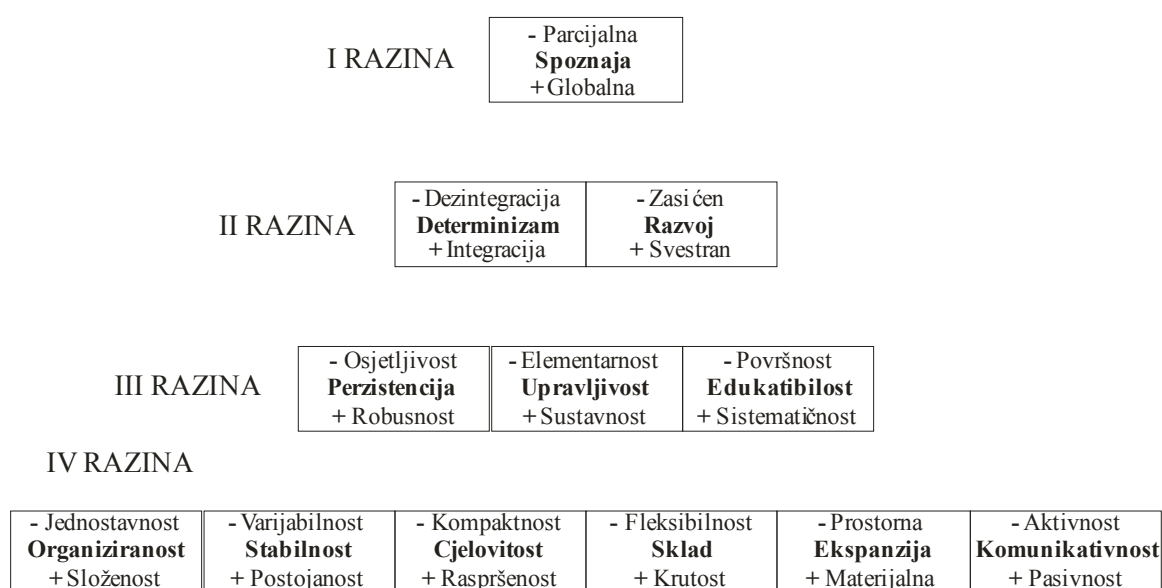 I RAZINA
- Parcijalna
Spoznaja
+ Globalna
II RAZINA
- Dezintegracija
Determinizam
+ Integracija
- Zasićen
Razvoj
+ Svestran
III RAZINA
- Osjetljivost
Perzistencija
+ Robusnost
- Elementarnost
Upravljivost
+ Sustavnost
- Površnost
Edukatibilost
+ Sistematičnost
IV RAZINA
- Jednostavnost
Organiziranost
+ Složenost
- Varijabilnost
Stabilnost
+ Postojanost
- Kompaktnost
Cjelovitost
+ Raspršenost
- Fleksibilnost
Sklad
+ Krutost
- Prostorna
Ekspanzija
+ Materijalna
- Aktivnost
Komunikativnost
+ Pasivnost